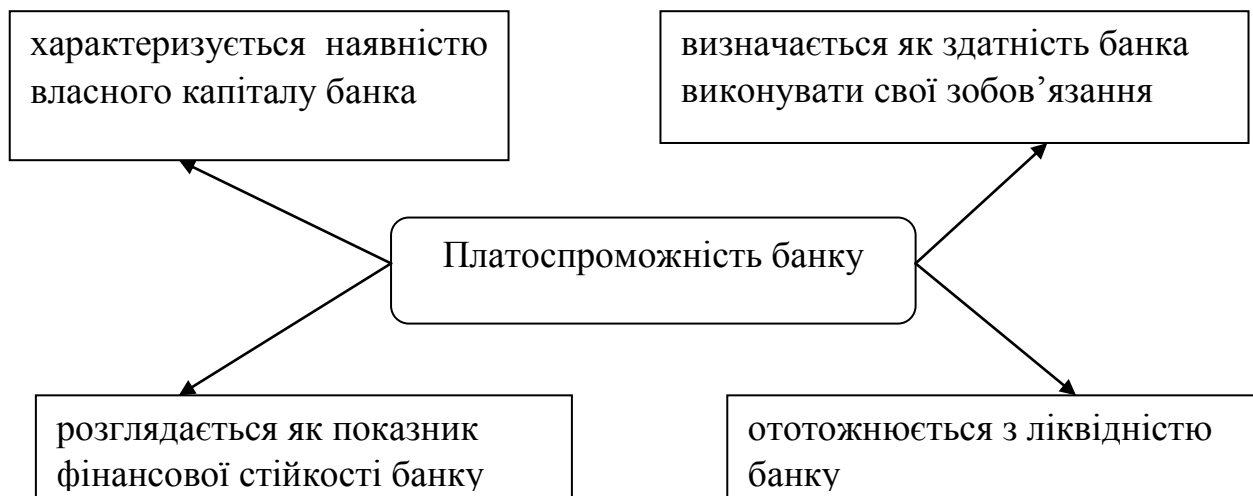 характеризується наявністю
власного капіталу банка
визначається як здатність банка
виконувати свої зобов’язання
Платоспроможність банку
розглядається як показник
фінансової стійкості банку
ототожнюється з ліквідністю
банку